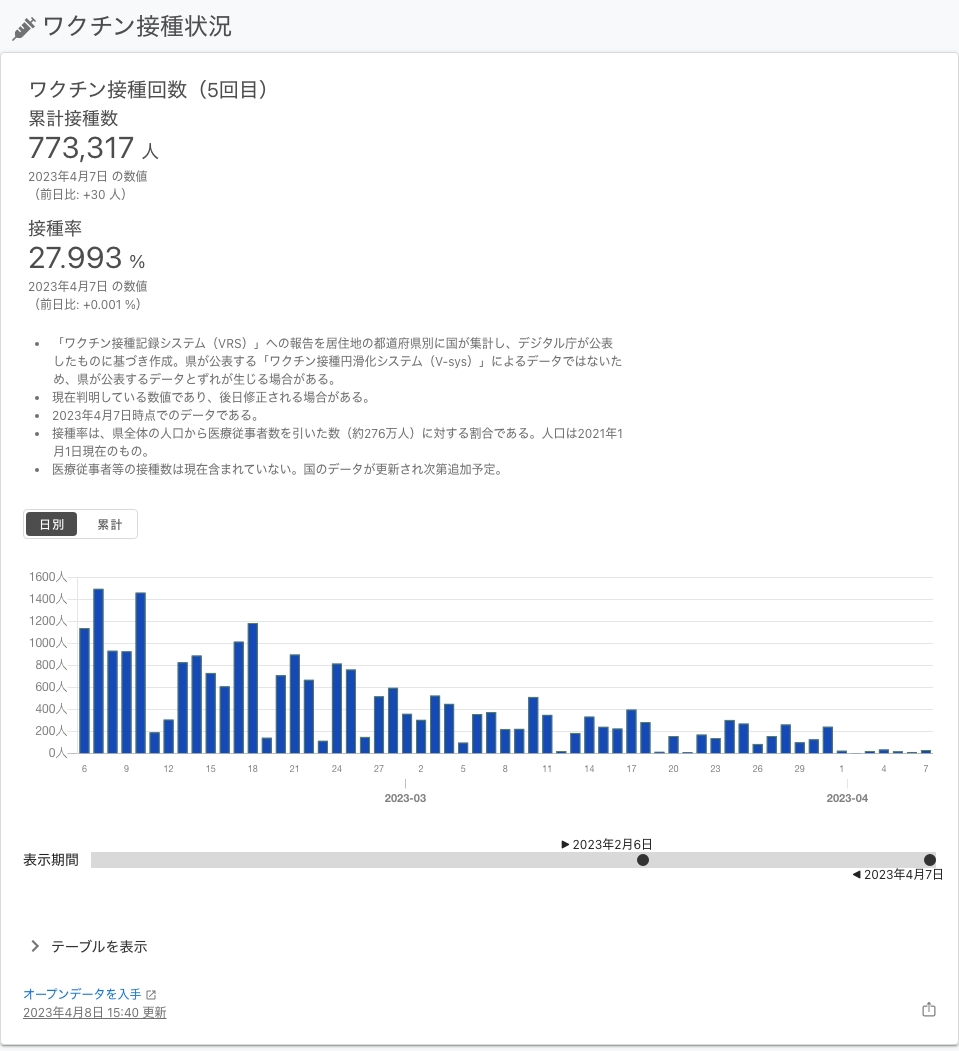 ワクチン接種状況
ワクチン接種回数（5回目）
累計接種数
773,317 人
2023年4月7日 の数値
（前日比: +30 人）
接種率
27.993 %
2023年4月7日 の数値
（前日比: +0.001 %）
• 「ワクチン接種記録システム（VRS）」への報告を居住地の都道府県別に国が集計し、デジタル庁が公表
したものに基づき作成。県が公表する「ワクチン接種円滑化システム（V-sys）」によるデータではないた
め、県が公表するデータとずれが生じる場合がある。
• 現在判明している数値であり、後日修正される場合がある。
• 2023年4月7日時点でのデータである。
• 接種率は、県全体の人口から医療従事者数を引いた数（約276万人）に対する割合である。人口は2021年1
月1日現在のもの。
• 医療従事者等の接種数は現在含まれていない。国のデータが更新され次第追加予定。
日別 累計
1600人
1400人
1200人
1000人
800人
600人
400人
200人
0人
6 9 12 15 18 21 24 27 2 5 8 11 14 17 20 23 26 29 1 4 7
2023-03 2023-04
2023年2月6日
表示期間
2023年4月7日
テーブルを表示
オープンデータを入手
2023年4月8日 15:40 更新